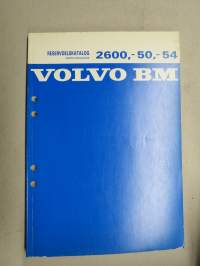 RESERVDELSKATALOG 2600,-50,-54
VOLVO BM